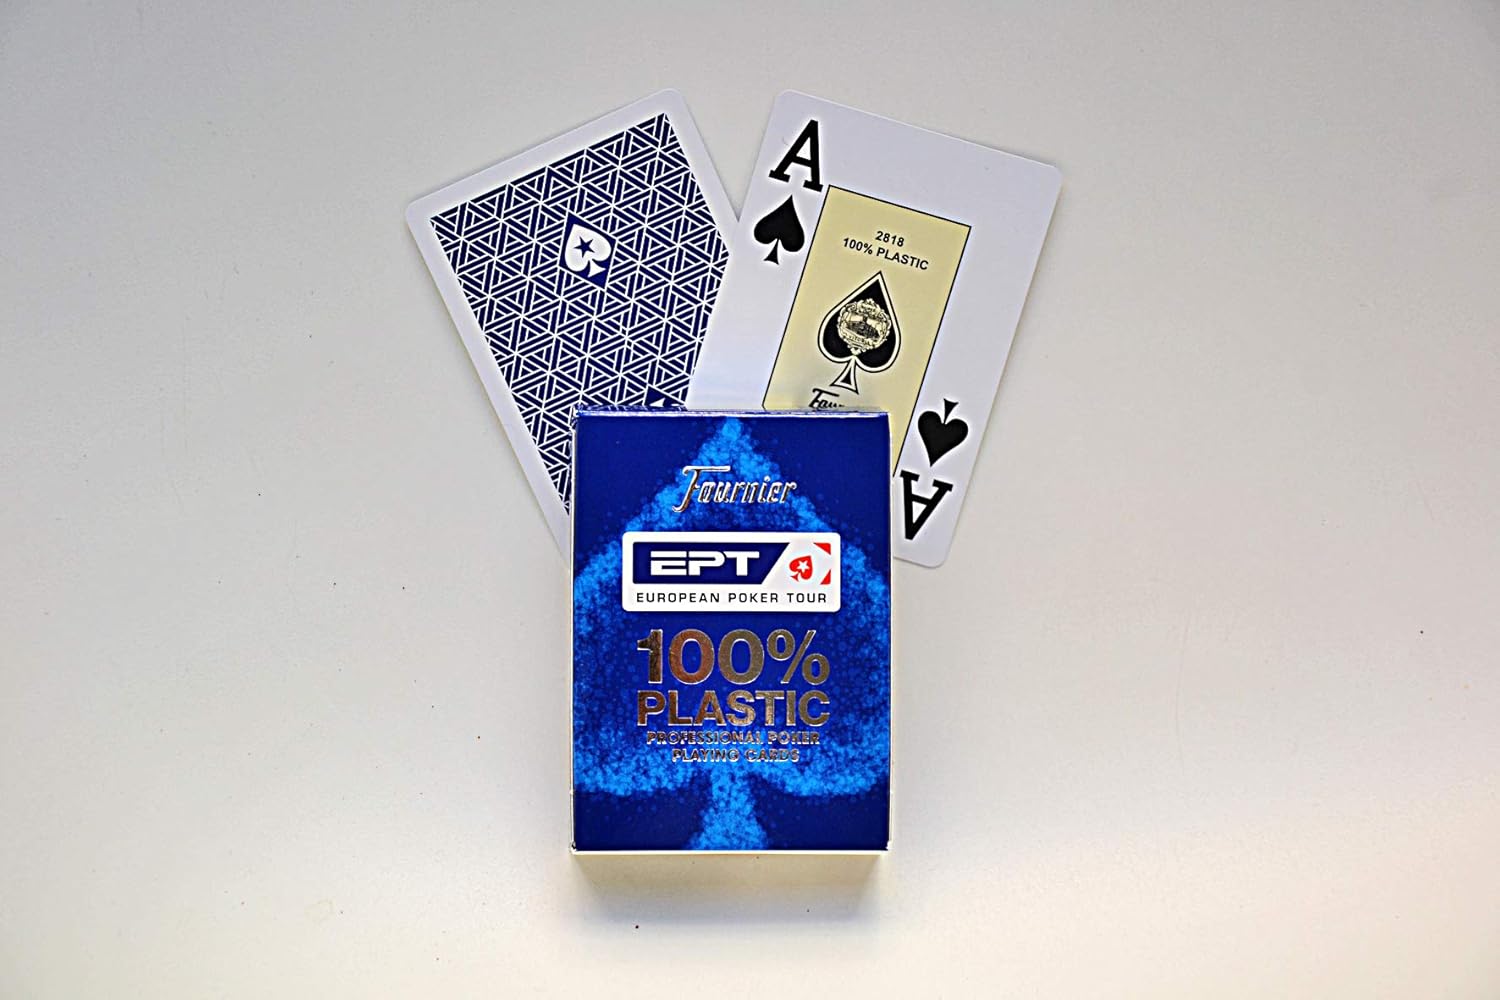 A
2818
100% PLASTIC
A
Fournier
EPT
EUROPEAN POKER TOUR
100%
PLASTIC
PROFESSIONAL POKER
PLAYING CARDS